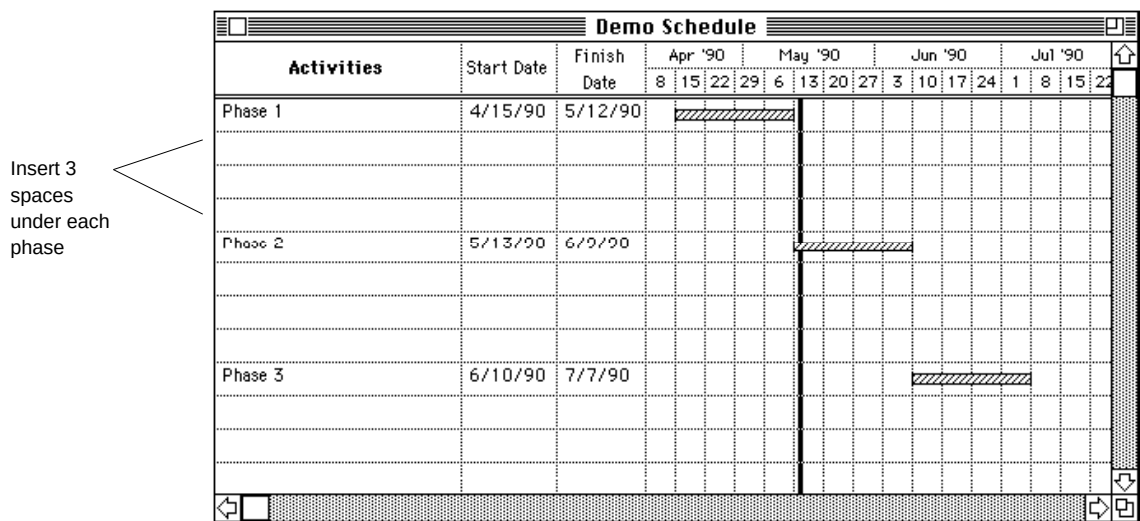 Demo Schedule
Activities Start Date Finish Date Apr '90 May '90 Jun '90 Jul '90
8 15 22 29 6 13 20 27 3 10 17 24 1 8 15 22
Phase 1 4/15/90 5/12/90
Insert 3
spaces
under each
phase
Phase 2 5/13/90 6/9/90
Phase 3 6/10/90 7/7/90